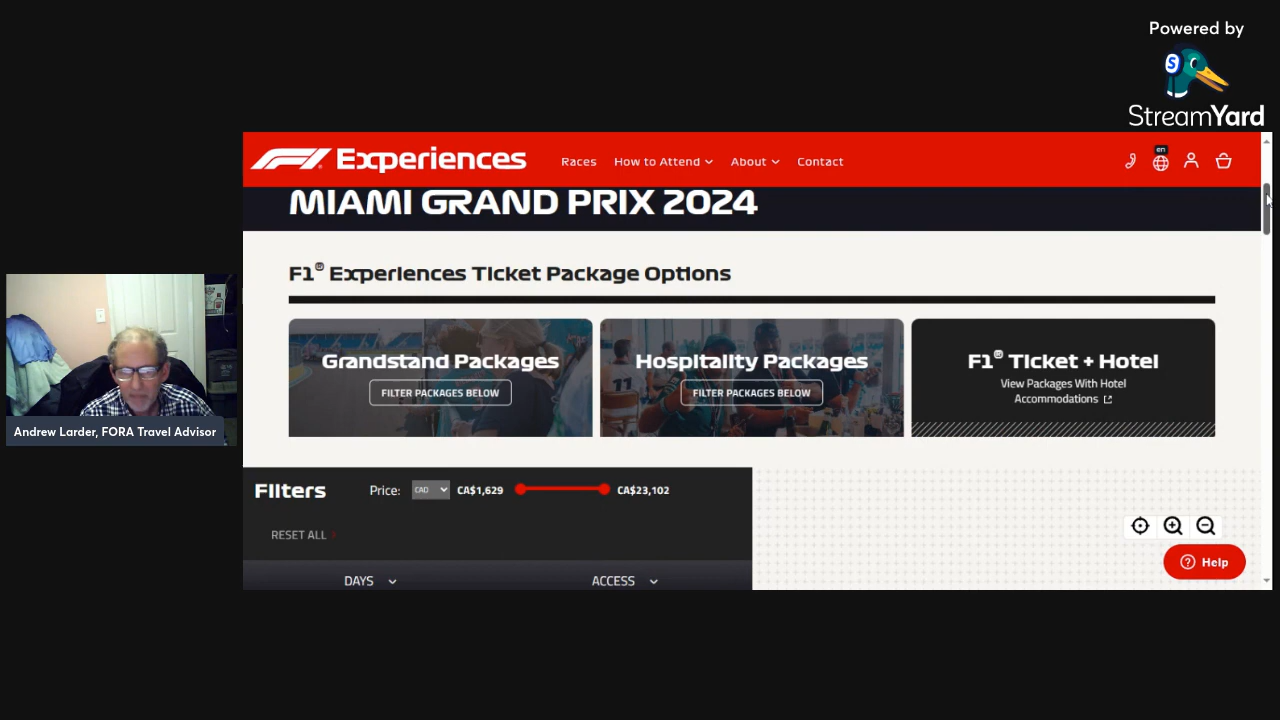 Powered by
S
StreamYard
F1 Experiences
Races How to Attend About Contact
en
MIAMI GRAND PRIX 2024
F1® Experiences Ticket Package Options
Grandstand Packages
FILTER PACKAGES BELOW
Hospitality Packages
FILTER PACKAGES BELOW
11
F1® Ticket + Hotel
View Packages With Hotel
Accommodations
Andrew Larder, FORA Travel Advisor
Filters
Price: CAD CA$1,629 CA$23,102
RESET ALL
DAYS ACCESS
Help